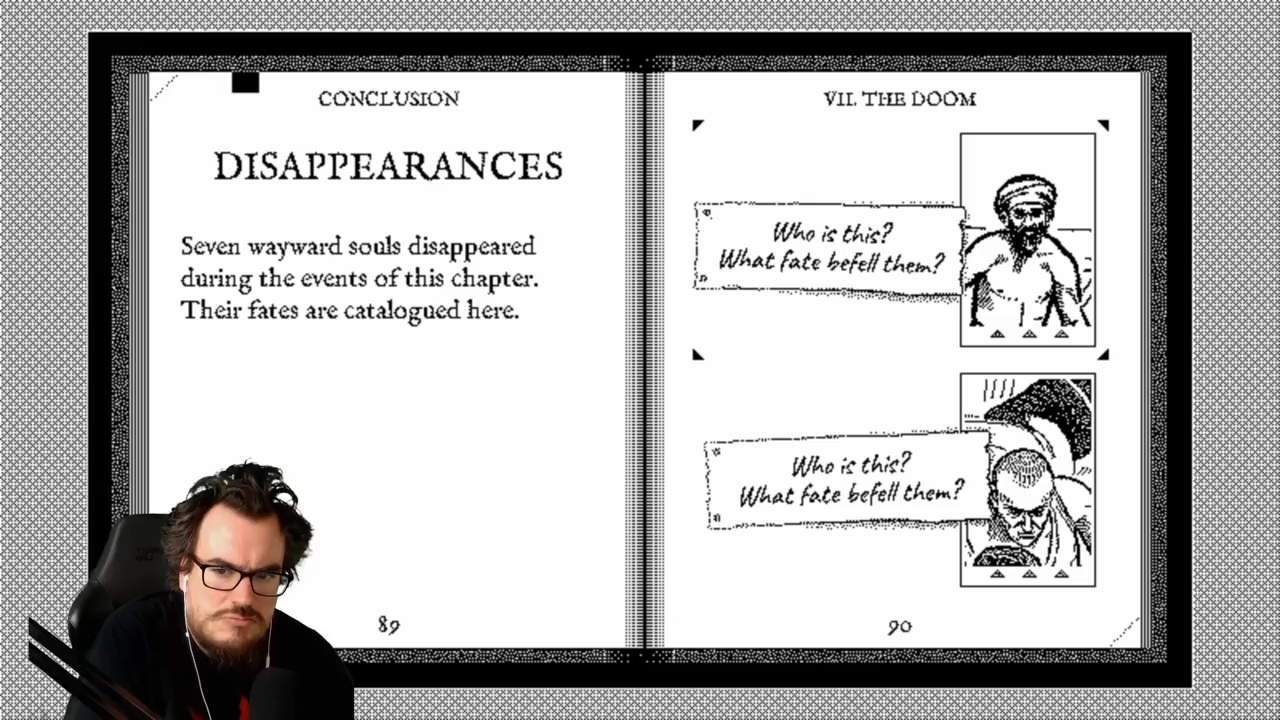 CONCLUSION
DISAPPEARANCES
Seven wayward souls disappeared
during the events of this chapter.
Their fates are catalogued here.
89
VII. THE DOOM
Who is this?
What fate befell them?
Who is this?
What fate befell them?
90